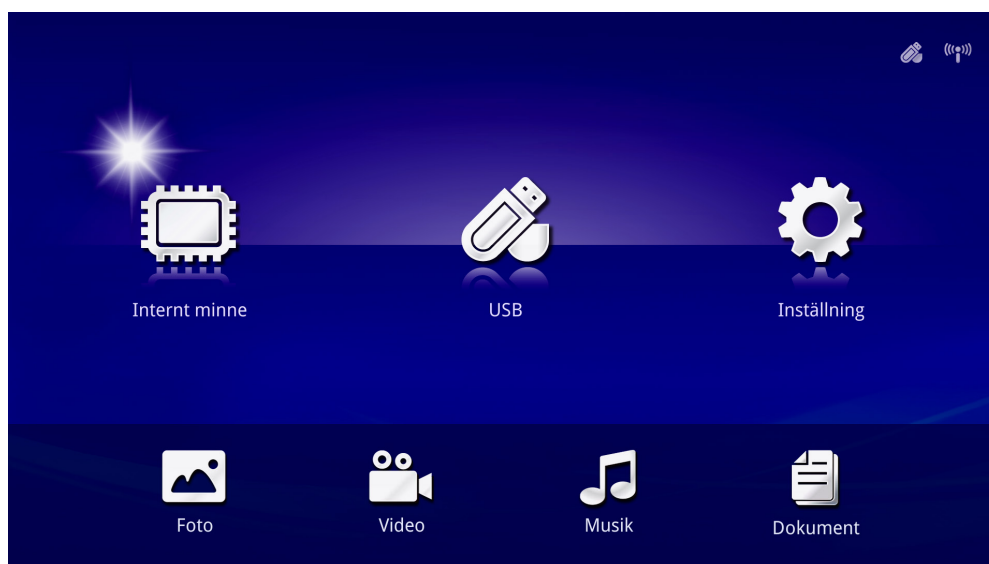 Internt minne
USB
Inställning
Foto
Video
Musik
Dokument